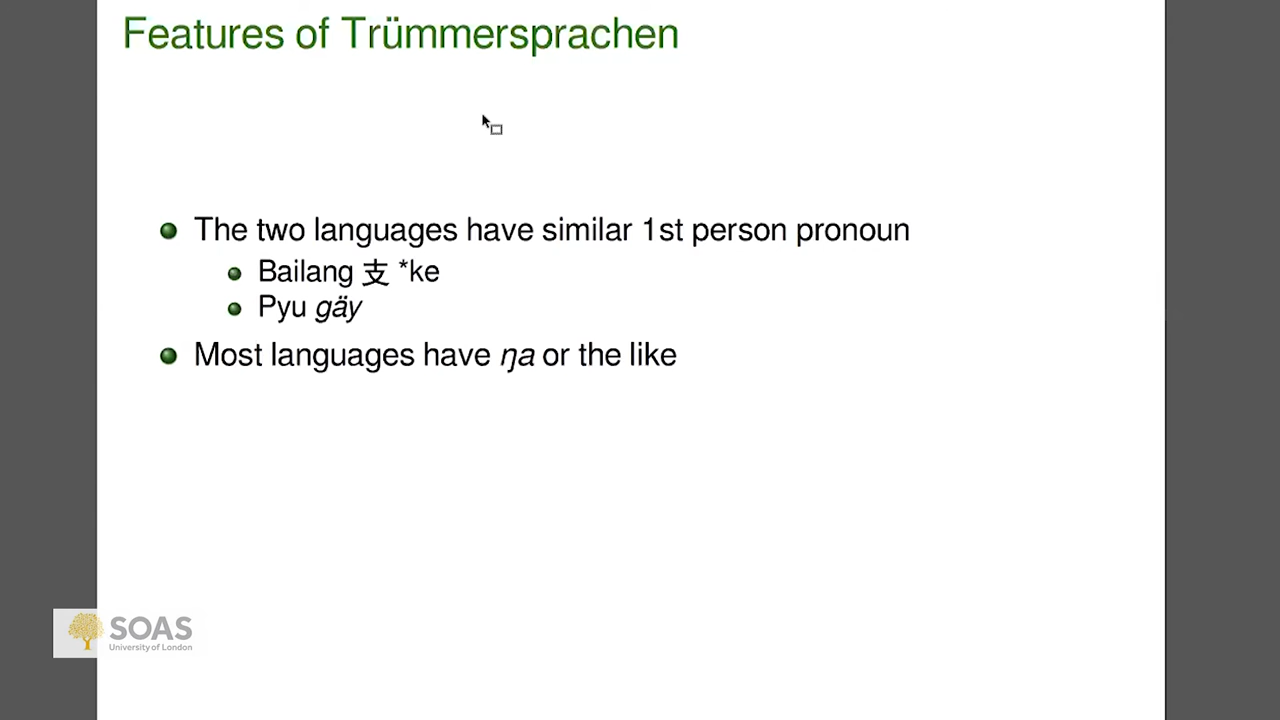 Features of Trümmersprachen
The two languages have similar 1st person pronoun
Bailang 支 *ke
Pyu gäy
Most languages have ŋa or the like
SOAS
University of London